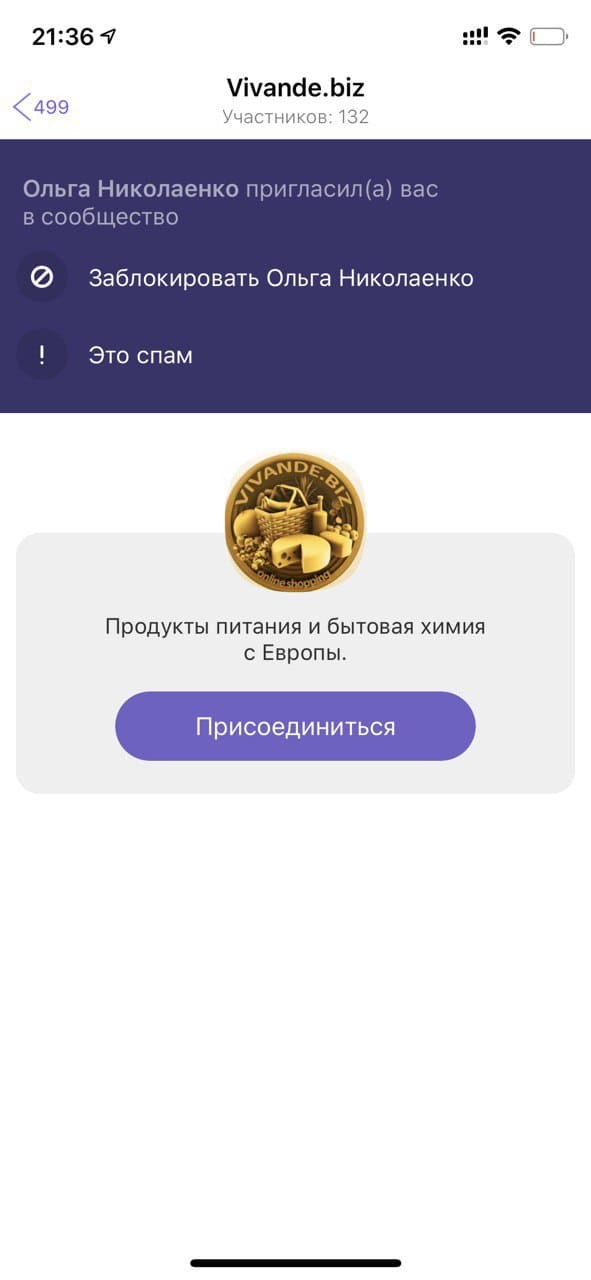 21:36
Vivande.biz
499
Участников: 132
Ольга Николаенко пригласил(а) вас
в сообщество
Заблокировать Ольга Николаенко
! Это спам
VIVANDE.BIZ
online shopping
Продукты питания и бытовая химия
с Европы.
Присоединиться